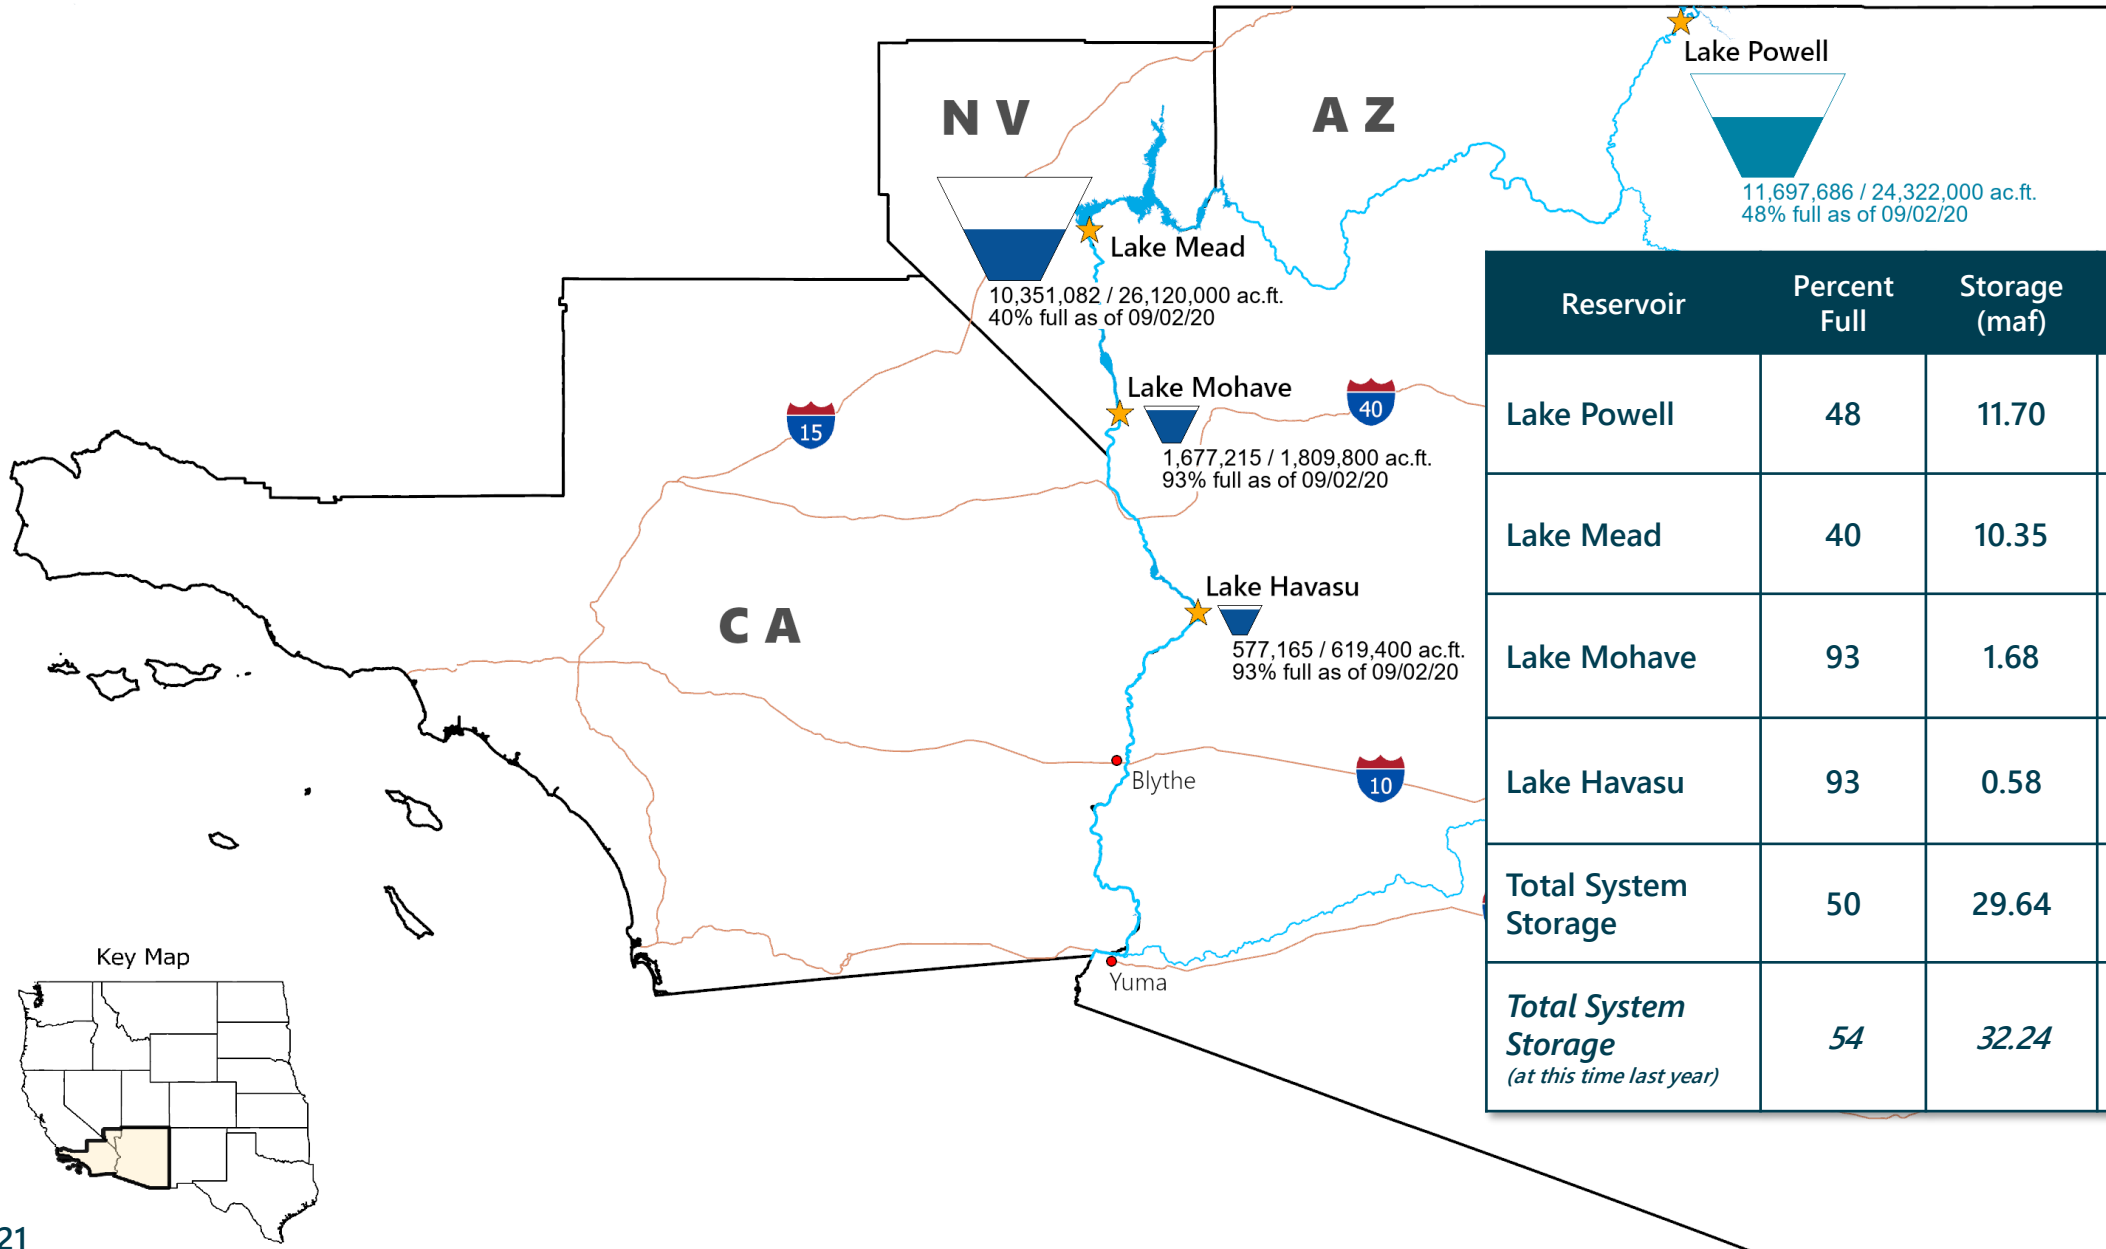 Lake Powell
N V
A Z
11,697,686 / 24,322,000 ac.ft.
48% full as of 09/02/20
Lake Mead
10,351,082 / 26,120,000 ac.ft.
40% full as of 09/02/20
Lake Mohave
1,677,215 / 1,809,800 ac.ft.
93% full as of 09/02/20
15
40
Lake Havasu
577,165 / 619,400 ac.ft.
93% full as of 09/02/20
C A
Blythe
10
Yuma
Key Map
Reservoir
Percent
Full
Storage
(maf)
Lake Powell
48
11.70
Lake Mead
40
10.35
Lake Mohave
93
1.68
Lake Havasu
93
0.58
Total System
Storage
50
29.64
Total System
Storage
(at this time last year)
54
32.24
21